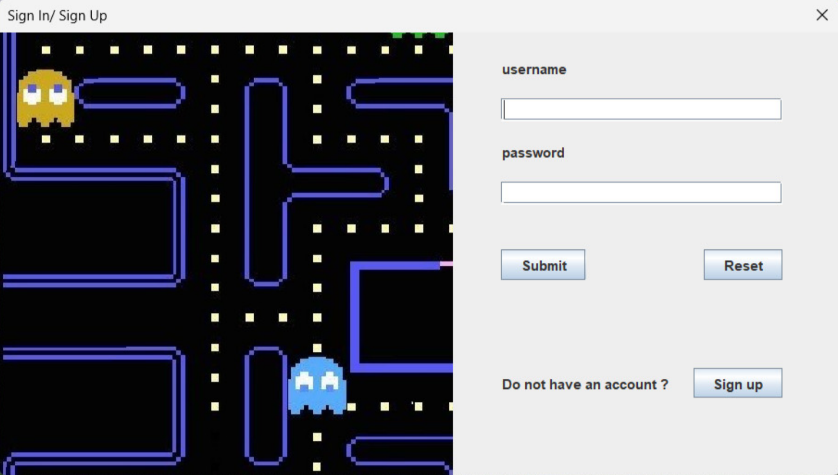 Sign In/ Sign Up
username
password
Submit
Reset
Do not have an account ?
Sign up